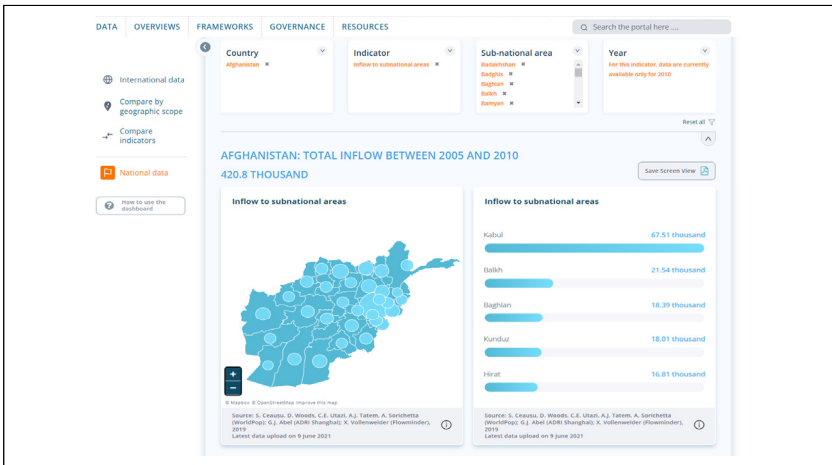 DATA OVERVIEWS FRAMEWORKS GOVERNANCE RESOURCES
Search the portal here ....
International data
Compare by
geographic scope
Compare
indicators
National data
How to use the
dashboard
Country
Afghanistan ✖
Indicator
Inflow to subnational areas ✖
Sub-national area
Badakhshan ✖
Badghis ✖
Baghlan ✖
Balkh ✖
Bamyan ✖
Year
For this indicator, data are currently
available only for 2010
Reset all
AFGHANISTAN: TOTAL INFLOW BETWEEN 2005 AND 2010
420.8 THOUSAND
Save Screen View
Inflow to subnational areas
+
−
© Mapbox © OpenStreetMap Improve this map
Source: S. Ceaușu, D. Woods, C.E. Utazi, A.J. Tatem, A. Sorichetta
(WorldPop); G.J. Abel (ADRI Shanghai); X. Vollenweider (Flowminder),
2019
Latest data upload on 9 June 2021
Inflow to subnational areas
Kabul 67.51 thousand
Balkh 21.54 thousand
Baghlan 18.39 thousand
Kunduz 18.01 thousand
Hirat 16.81 thousand
Source: S. Ceaușu, D. Woods, C.E. Utazi, A.J. Tatem, A. Sorichetta
(WorldPop); G.J. Abel (ADRI Shanghai); X. Vollenweider (Flowminder),
2019
Latest data upload on 9 June 2021